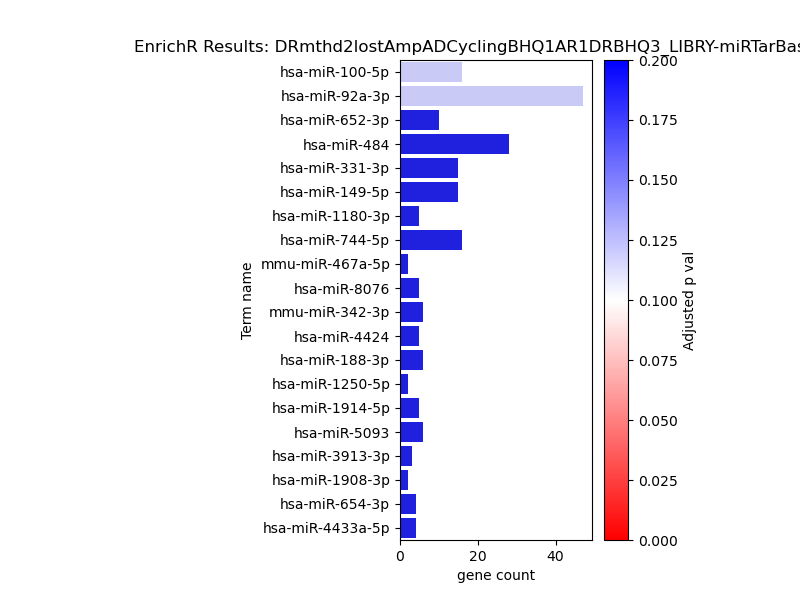 EnrichR Results: DRmthd2lostAmpADCyclingBHQ1AR1DRBHQ3_LIBRY-miRTarBas
hsa-miR-100-5p
hsa-miR-92a-3p
hsa-miR-652-3p
hsa-miR-484
hsa-miR-331-3p
hsa-miR-149-5p
hsa-miR-1180-3p
hsa-miR-744-5p
mmu-miR-467a-5p
hsa-miR-8076
mmu-miR-342-3p
hsa-miR-4424
hsa-miR-188-3p
hsa-miR-1250-5p
hsa-miR-1914-5p
hsa-miR-5093
hsa-miR-3913-3p
hsa-miR-1908-3p
hsa-miR-654-3p
hsa-miR-4433a-5p
Term name
0 20 40
gene count
0.200
0.175
0.150
0.125
0.100
0.075
0.050
0.025
0.000
Adjusted p val